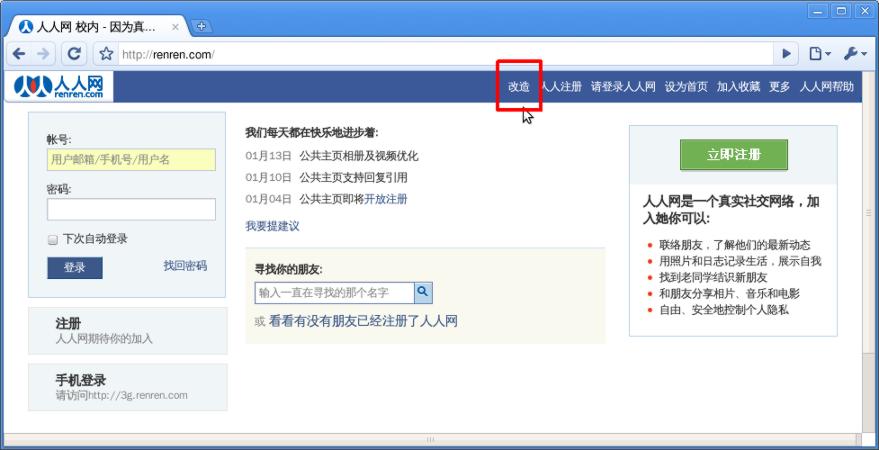 人人网 校内 - 因为真...
http://renren.com/
人人网
renren.com
改造 人人注册 请登录人人网 设为首页 加入收藏 更多 人人网帮助
帐号:
用户邮箱/手机号/用户名
密码:
下次自动登录
登录 找回密码
注册
人人网期待你的加入
手机登录
请访问http://3g.renren.com
我们每天都在快乐地进步着:
01月13日 公共主页相册及视频优化
01月10日 公共主页支持回复引用
01月04日 公共主页即将开放注册
我要提建议
寻找你的朋友:
输入一直在寻找的那个名字
或 看看有没有朋友已经注册了人人网
立即注册
人人网是一个真实社交网络，加
入她你可以:
联络朋友，了解他们的最新动态
用照片和日志记录生活，展示自我
找到老同学结识新朋友
和朋友分享相片、音乐和电影
自由、安全地控制个人隐私